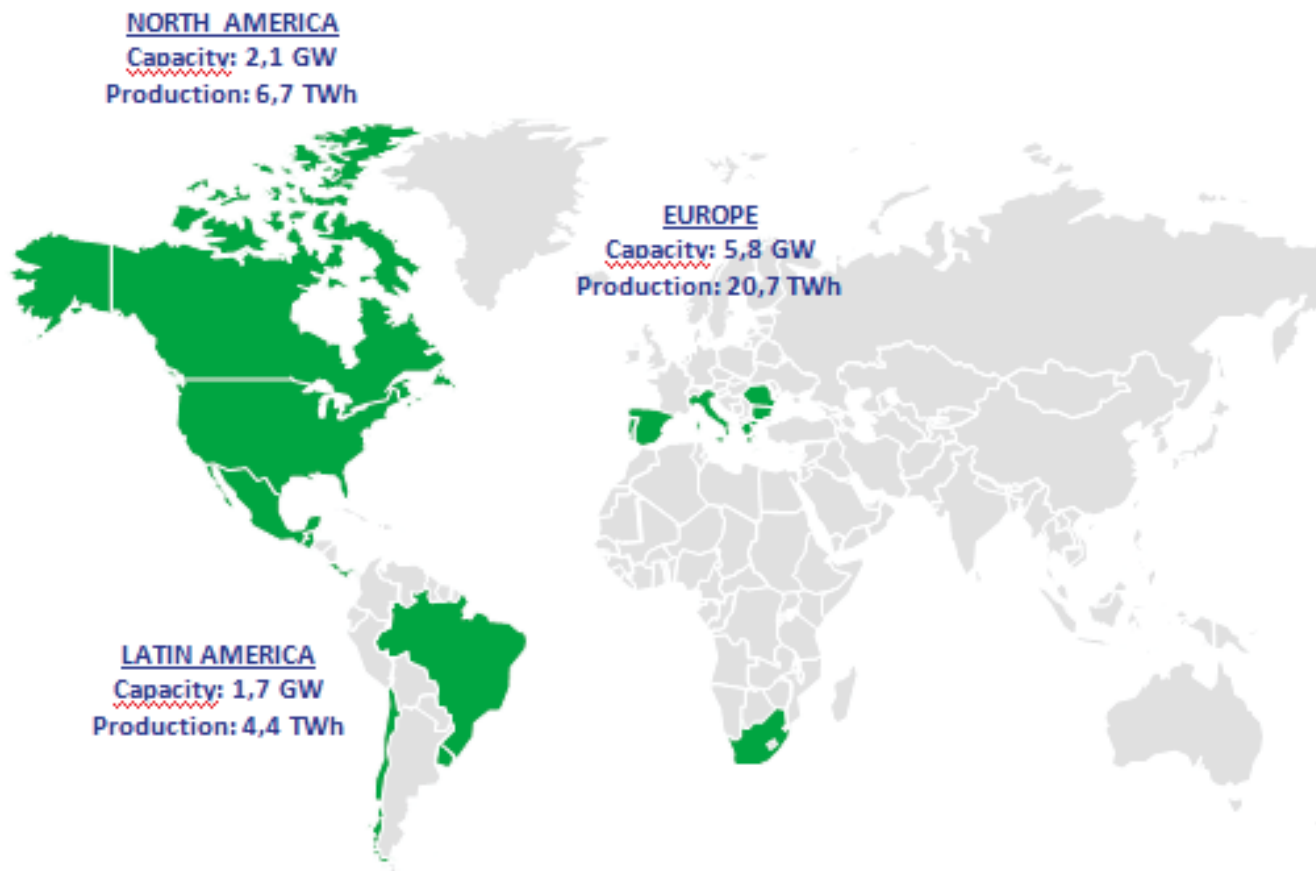 NORTH AMERICA
Capacity: 2,1 GW
Production: 6,7 TWh
EUROPE
Capacity: 5,8 GW
Production: 20,7 TWh
LATIN AMERICA
Capacity: 1,7 GW
Production: 4,4 TWh